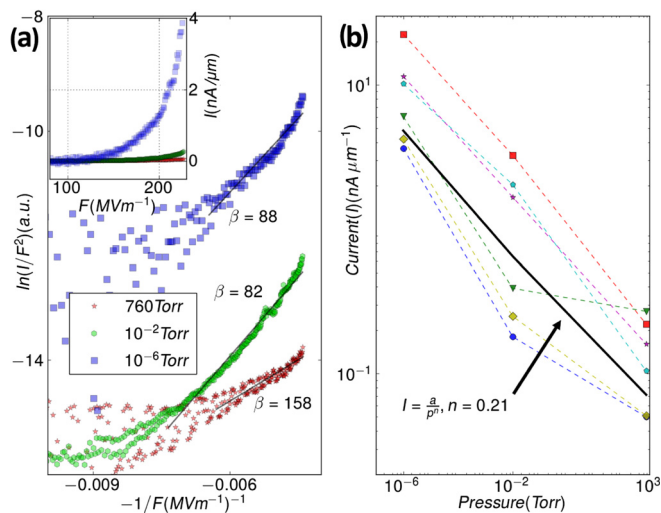 (a)
−8
−10
−14
ln(I/F²)(a.u.)
4
2
0
I(nA/μm)
100
200
F(MVm⁻¹)
β = 88
β = 82
β = 158
760Torr
10⁻²Torr
10⁻⁶Torr
−0.009
−0.006
−1/F(MVm⁻¹)⁻¹
(b)
10¹
10⁻¹
Current(I)(nA μm⁻¹)
I = a/pⁿ, n = 0.21
10⁻⁶
10⁻²
10³
Pressure(Torr)